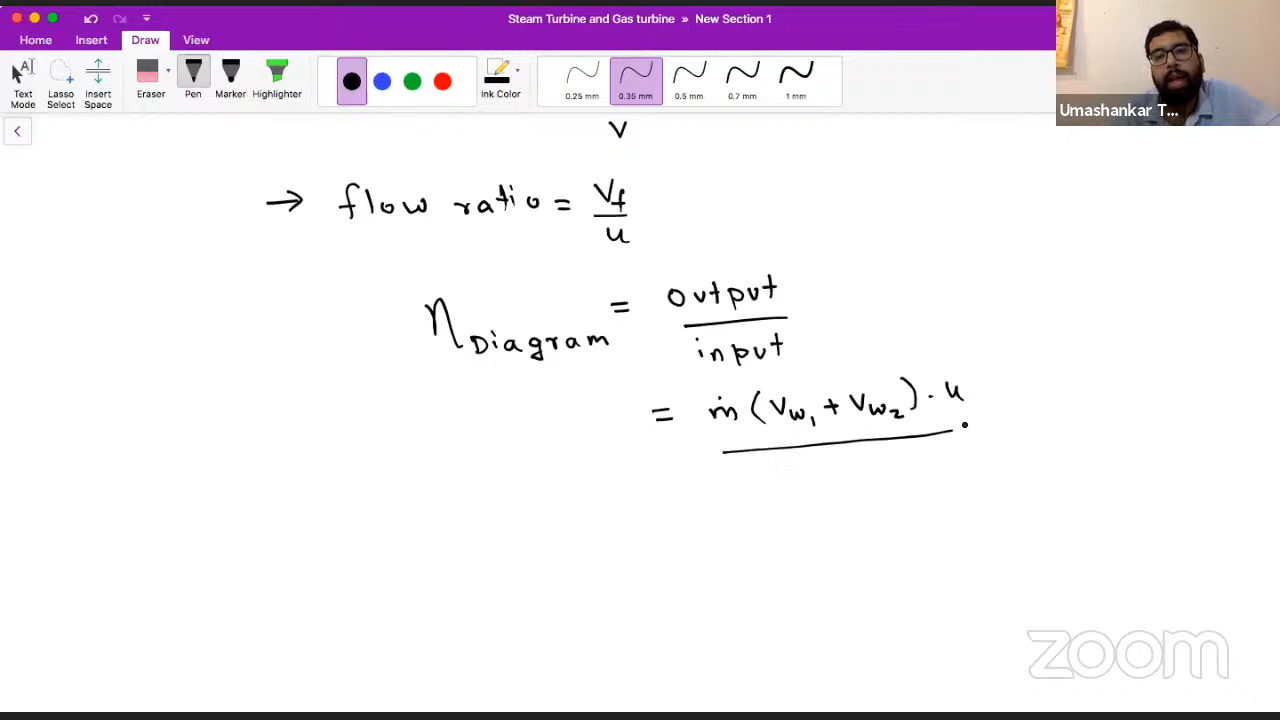 Steam Turbine and Gas turbine » New Section 1
Home Insert Draw View
Text Mode Lasso Select Insert Space Eraser Pen Marker Highlighter Ink Color 0.25 mm 0.35 mm 0.5 mm 0.7 mm 1 mm
Umashankar T...
v
→ flow ratio = Vf/u
η Diagram = output/input
= ṁ (Vw1 + Vw2) . u
zoom